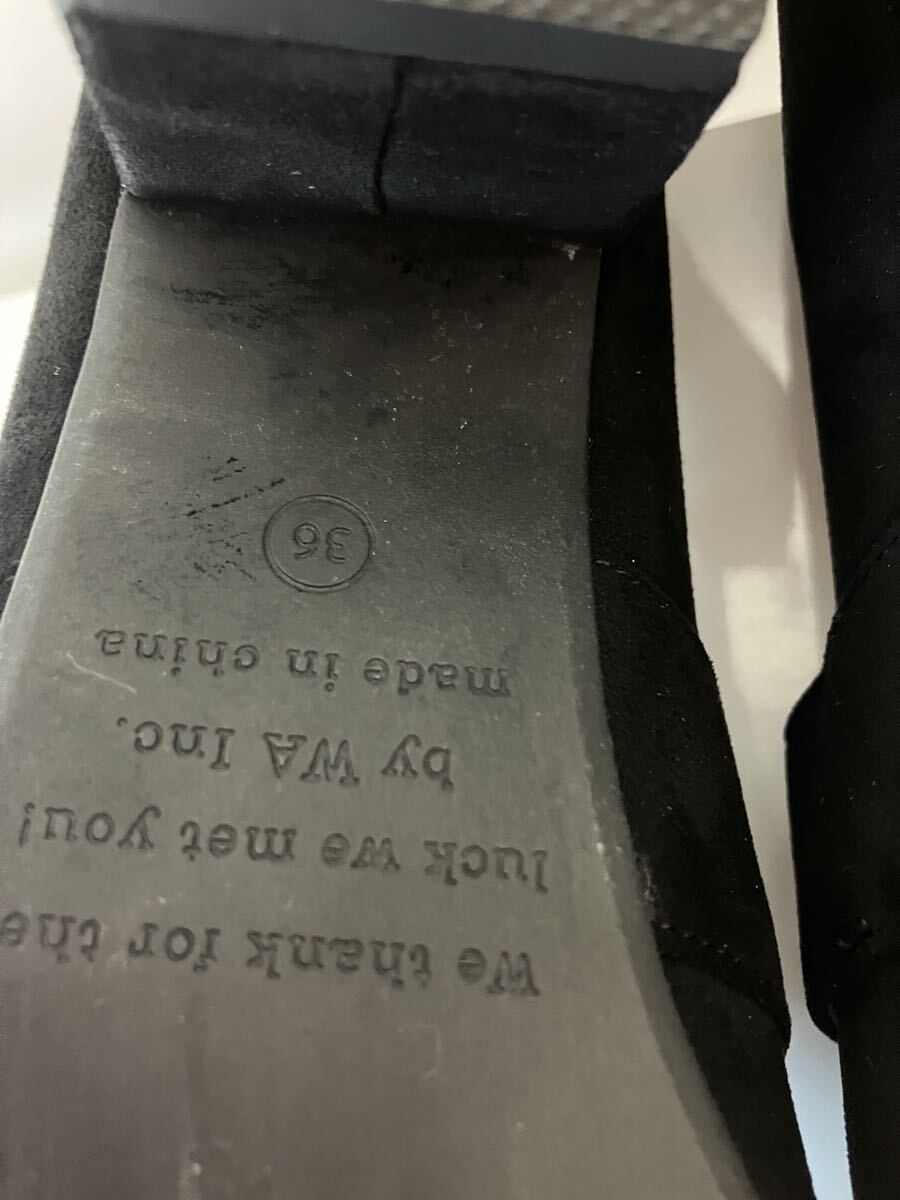 We thank for the
luck we met you!
by WA Inc.
made in china
36